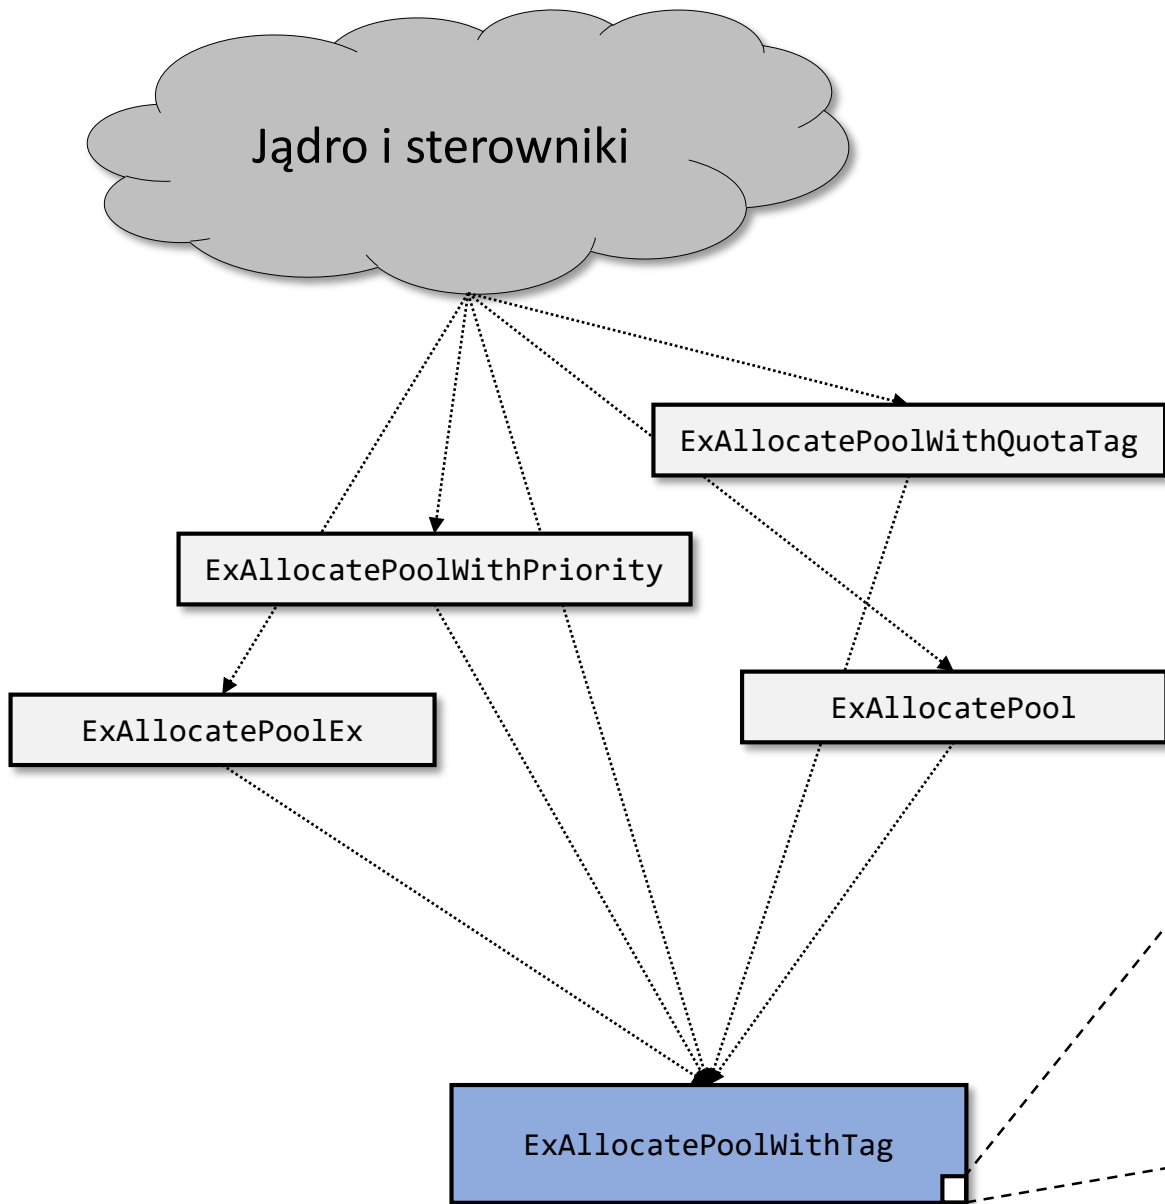 Jądro i sterowniki
ExAllocatePoolWithQuotaTag
ExAllocatePoolWithPriority
ExAllocatePool
ExAllocatePoolEx
ExAllocatePoolWithTag